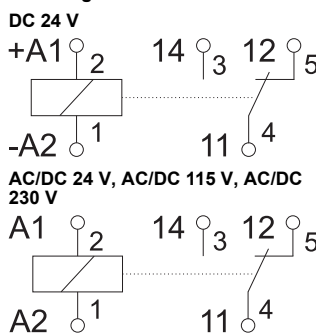 DC 24 V
+A1 2 14 3 12 5
-A2 1 11 4
AC/DC 24 V, AC/DC 115 V, AC/DC
230 V
A1 2 14 3 12 5
A2 1 11 4